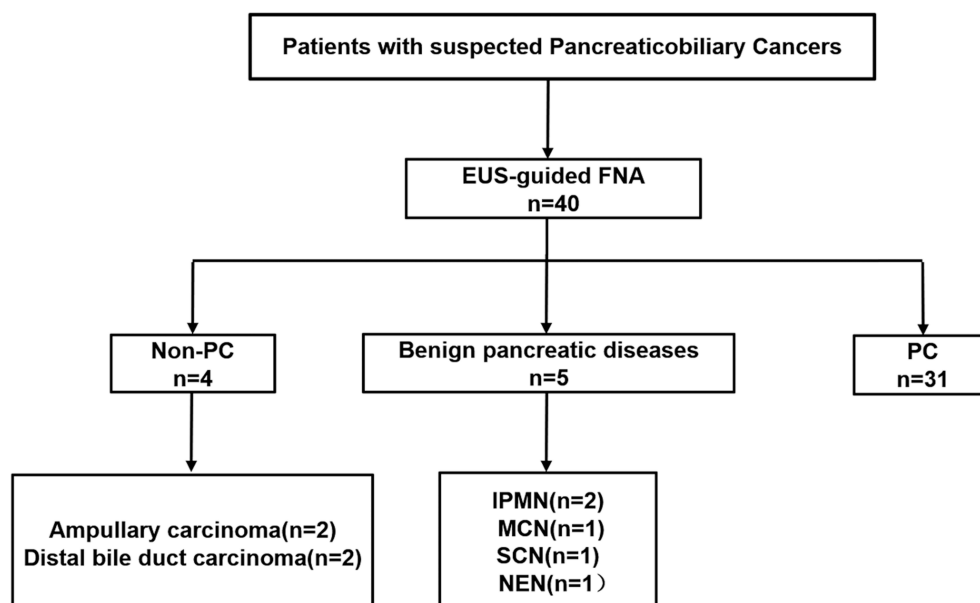 Patients with suspected Pancreaticobiliary Cancers
EUS-guided FNA
n=40
Non-PC
n=4
Benign pancreatic diseases
n=5
PC
n=31
Ampullary carcinoma(n=2)
Distal bile duct carcinoma(n=2)
IPMN(n=2)
MCN(n=1)
SCN(n=1)
NEN(n=1）